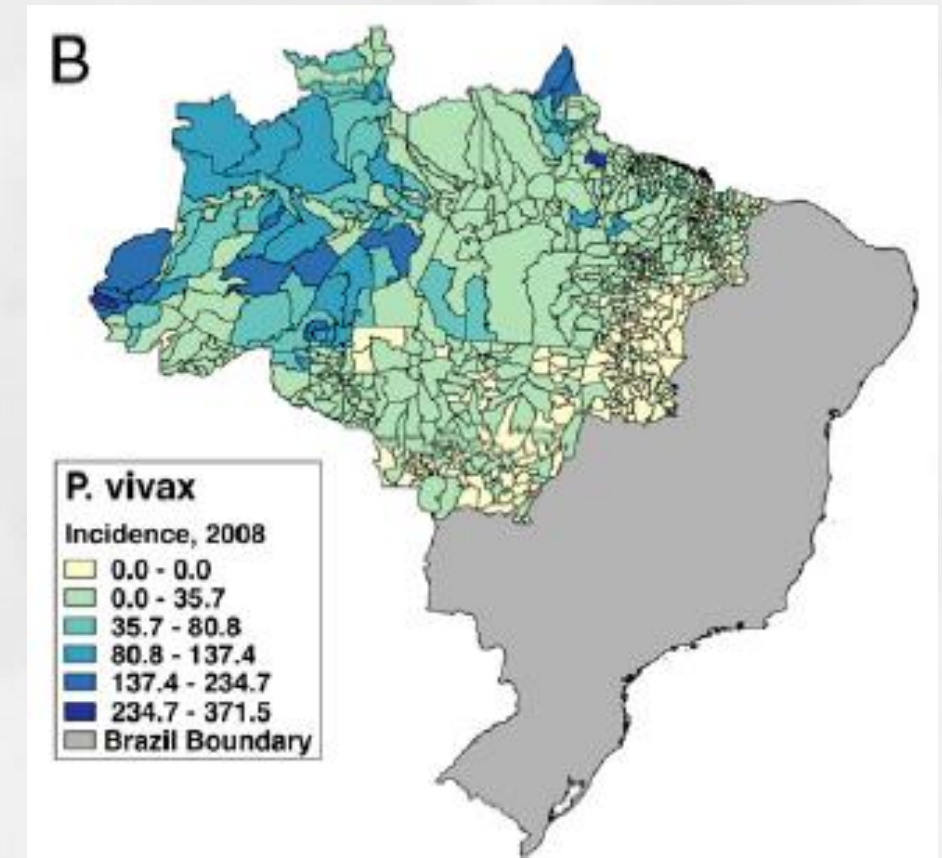 B
P. vivax
Incidence, 2008
0.0 - 0.0
0.0 - 35.7
35.7 - 80.8
80.8 - 137.4
137.4 - 234.7
234.7 - 371.5
Brazil Boundary